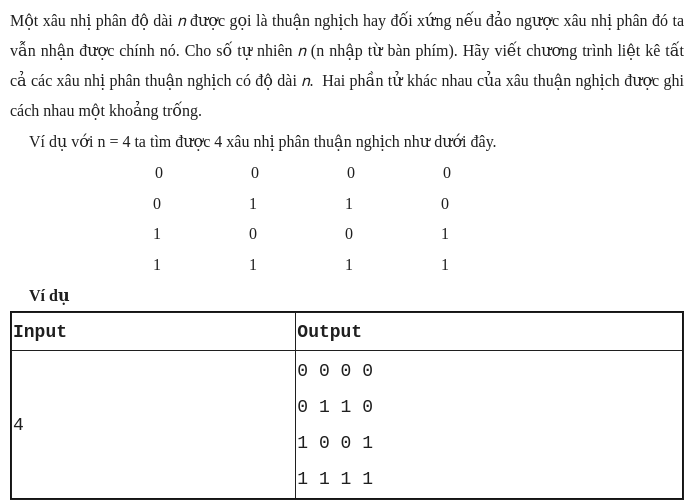 Một xâu nhị phân độ dài n được gọi là thuận nghịch hay đối xứng nếu đảo ngược xâu nhị phân đó ta
vẫn nhận được chính nó. Cho số tự nhiên n (n nhập từ bàn phím). Hãy viết chương trình liệt kê tất
cả các xâu nhị phân thuận nghịch có độ dài n. Hai phần tử khác nhau của xâu thuận nghịch được ghi
cách nhau một khoảng trống.
Ví dụ với n = 4 ta tìm được 4 xâu nhị phân thuận nghịch như dưới đây.
0 0 0 0
0 1 1 0
1 0 0 1
1 1 1 1
Ví dụ
Input Output
4
0 0 0 0
0 1 1 0
1 0 0 1
1 1 1 1